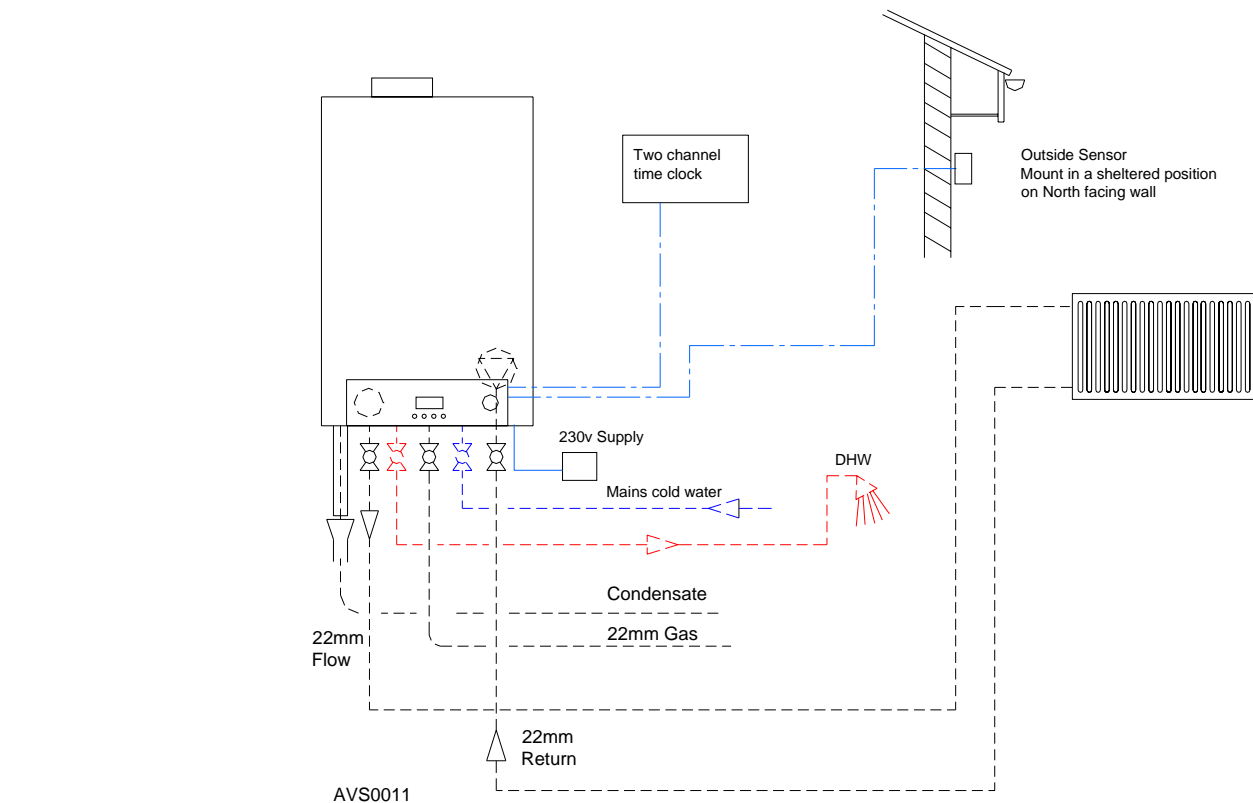 Two channel
time clock
Outside Sensor
Mount in a sheltered position
on North facing wall
230v Supply
DHW
Mains cold water
Condensate
22mm Gas
22mm
Flow
22mm
Return
AVS0011